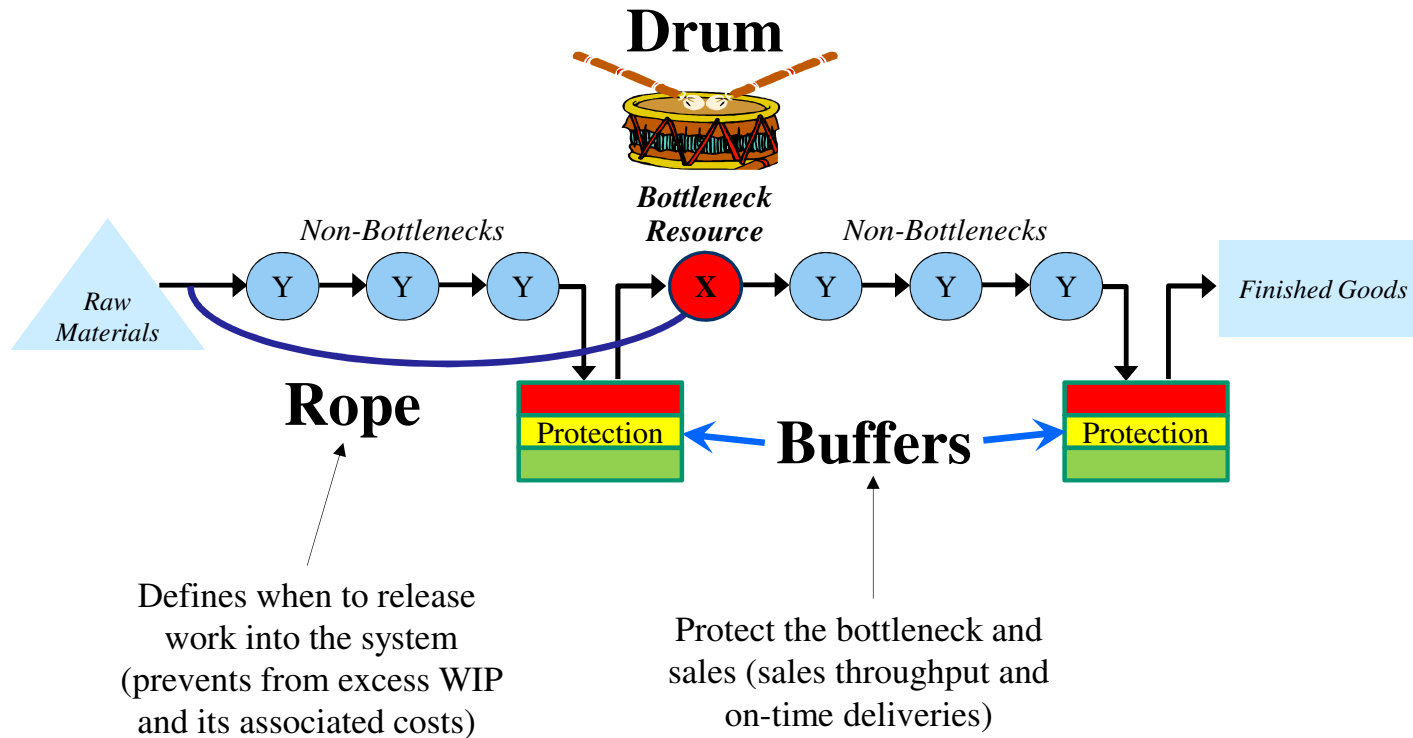 Drum
Bottleneck
Resource
Non-Bottlenecks
Non-Bottlenecks
Raw
Materials
Y
Y
Y
X
Y
Y
Y
Finished Goods
Rope
Protection
Buffers
Protection
Defines when to release
work into the system
(prevents from excess WIP
and its associated costs)
Protect the bottleneck and
sales (sales throughput and
on-time deliveries)